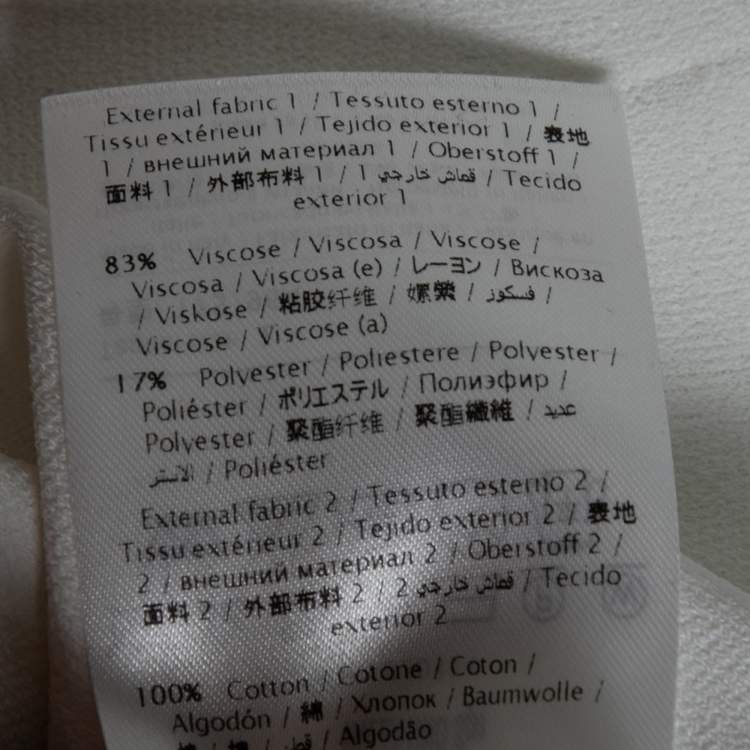 External fabric 1 / Tessuto esterno 1 /
Tissu extérieur 1 / Tejido exterior 1 / 表地
1 / внешний материал 1 / Oberstoff 1 /
面料 1 / 外部布料 1 / 1 قماش خارجي / Tecido
exterior 1
83% Viscose / Viscosa / Viscose /
Viscosa / Viscosa (e) / レーヨン / Вискоза
/ Viskose / 粘胶纤维 / 嫘縈 / فسكوز /
Viscose / Viscose (a)
17% Polyester / Poliestere / Polyester /
Poliéster / ポリエステル / Полиэфир /
Polyester / 聚酯纤维 / 聚酯纖維 / عديد
الاستر / Poliéster
External fabric 2 / Tessuto esterno 2 /
Tissu extérieur 2 / Tejido exterior 2 / 表地
2 / внешний материал 2 / Oberstoff 2 /
面料 2 / 外部布料 2 / 2 قماش خارجي / Tecido
exterior 2
100% Cotton / Cotone / Coton /
Algodón / 綿 / Хлопок / Baumwolle /
棉 / 棉 / قطن / Algodão